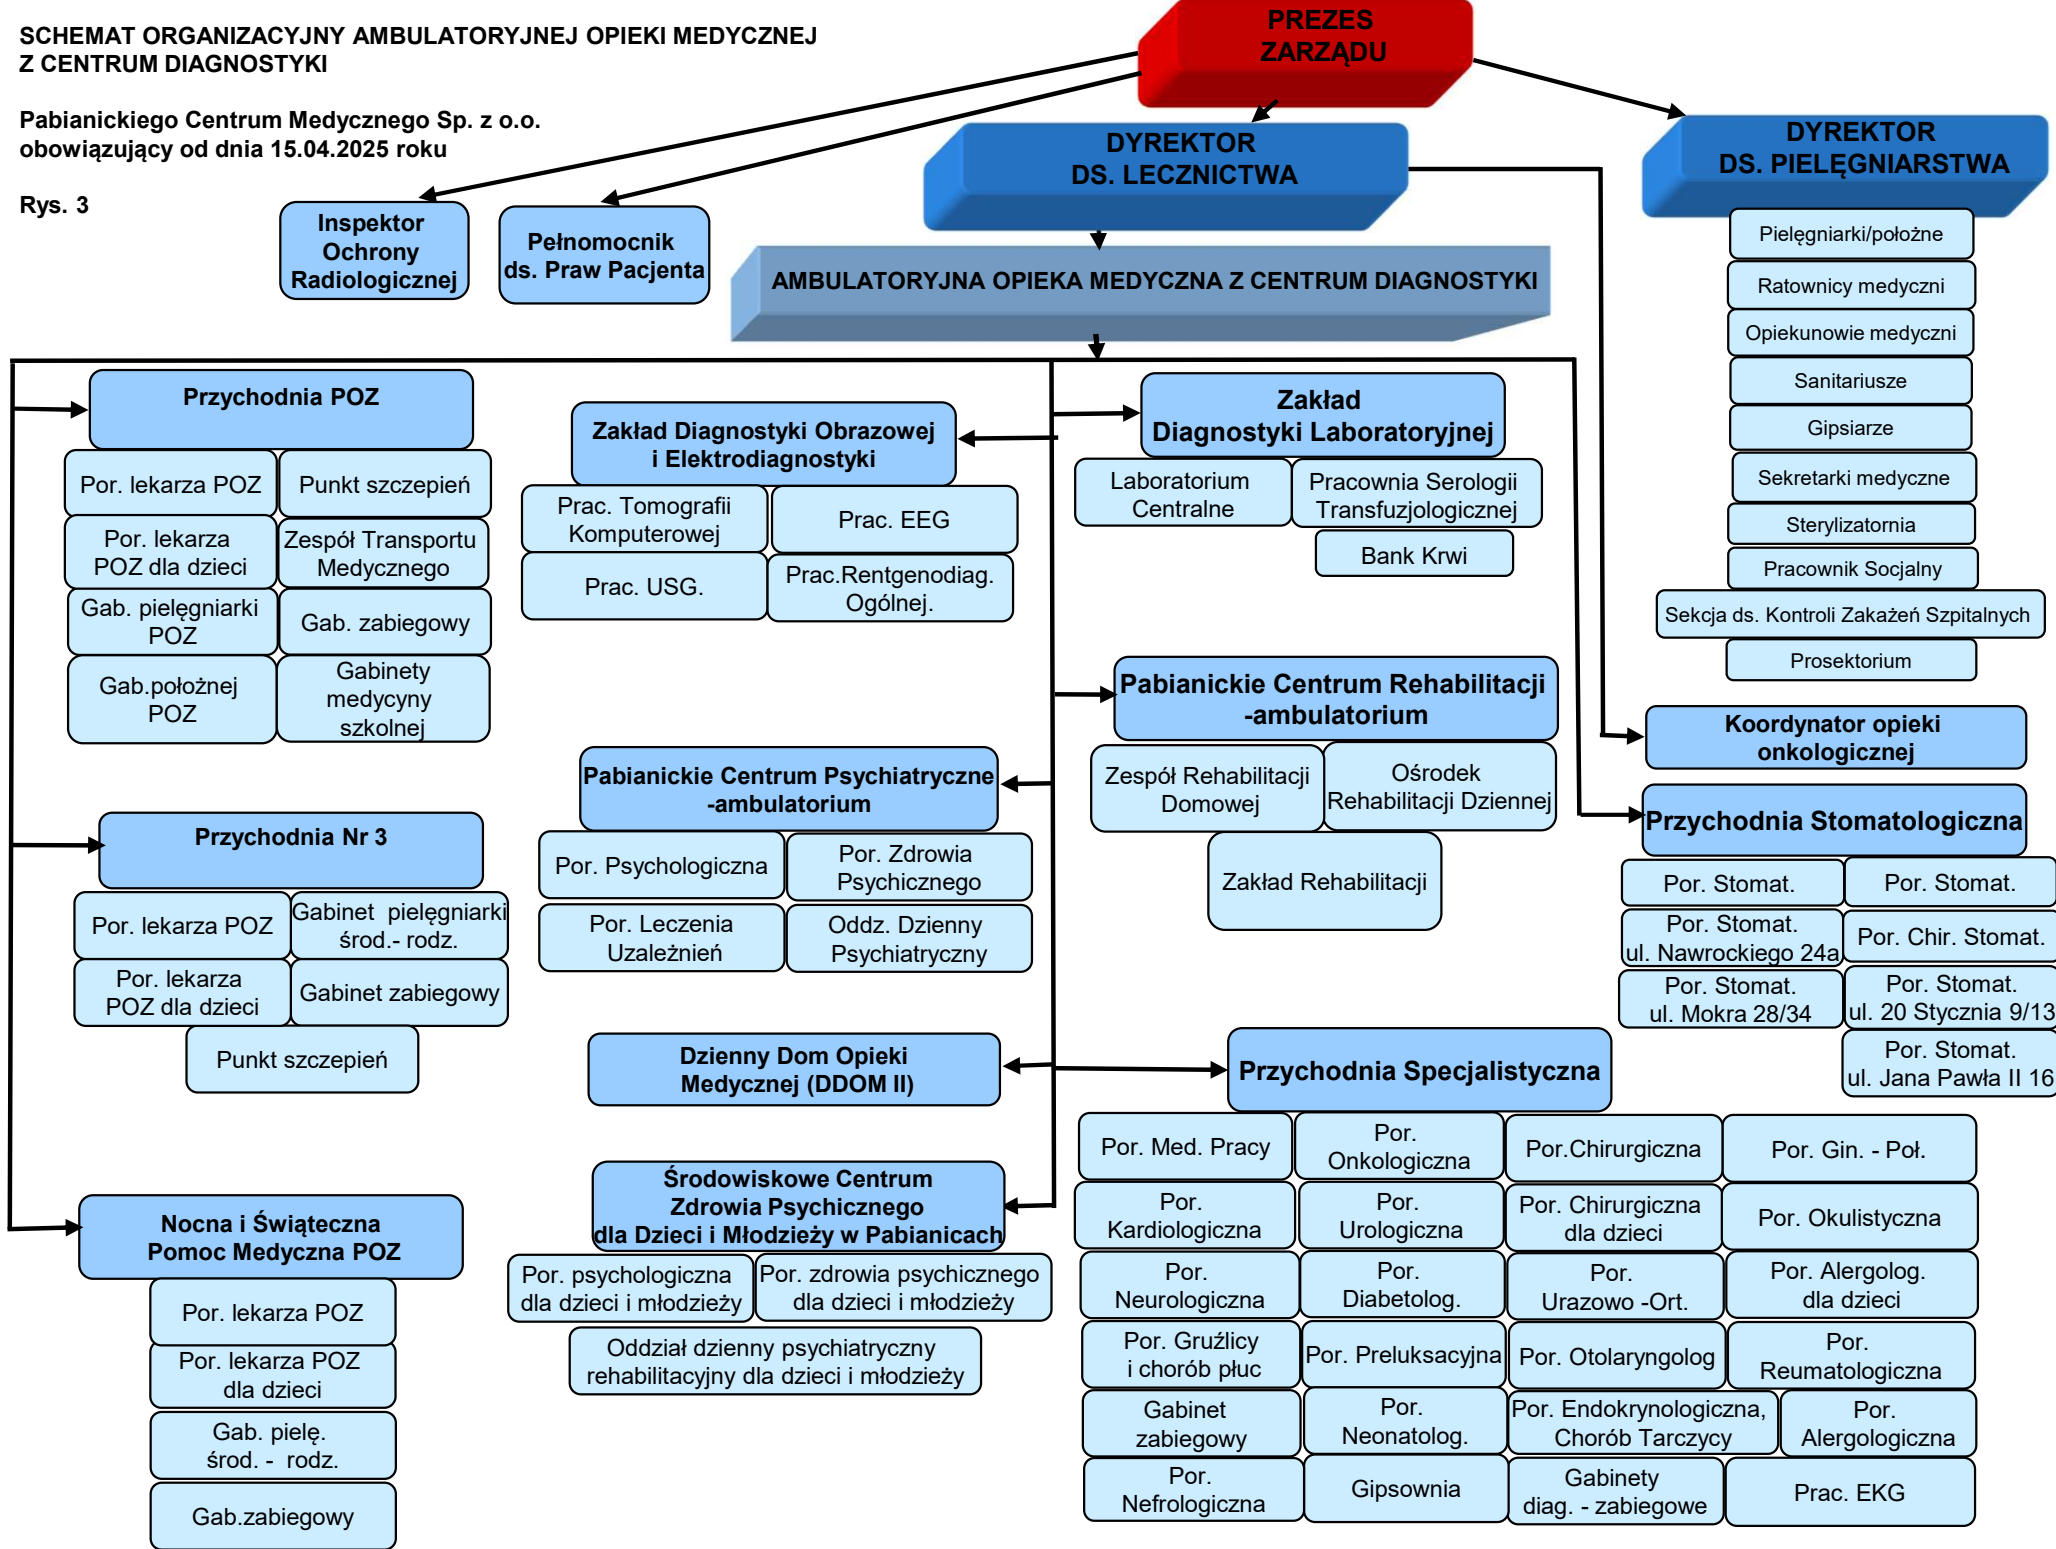 SCHEMAT ORGANIZACYJNY AMBULATORYJNEJ OPIEKI MEDYCZNEJ
Z CENTRUM DIAGNOSTYKI
Pabianickiego Centrum Medycznego Sp. z o.o.
obowiązujący od dnia 15.04.2025 roku
Rys. 3
PREZES
ZARZĄDU
DYREKTOR
DS. LECZNICTWA
DYREKTOR
DS. PIELĘGNIARSTWA
Inspektor
Ochrony
Radiologicznej
Pełnomocnik
ds. Praw Pacjenta
AMBULATORYJNA OPIEKA MEDYCZNA Z CENTRUM DIAGNOSTYKI
Pielęgniarki/położne
Ratownicy medyczni
Opiekunowie medyczni
Sanitariusze
Gipsiarze
Sekretarki medyczne
Sterylizatornia
Pracownik Socjalny
Sekcja ds. Kontroli Zakażeń Szpitalnych
Prosektorium
Przychodnia POZ
Por. lekarza POZ
Punkt szczepień
Por. lekarza
POZ dla dzieci
Zespół Transportu
Medycznego
Gab. pielęgniarki
POZ
Gab. zabiegowy
Gab.położnej
POZ
Gabinety
medycyny
szkolnej
Zakład Diagnostyki Obrazowej
i Elektrodiagnostyki
Prac. Tomografii
Komputerowej
Prac. EEG
Prac. USG.
Prac.Rentgenodiag.
Ogólnej.
Zakład
Diagnostyki Laboratoryjnej
Laboratorium
Centralne
Pracownia Serologii
Transfuzjologicznej
Bank Krwi
Pabianickie Centrum Rehabilitacji
-ambulatorium
Zespół Rehabilitacji
Domowej
Ośrodek
Rehabilitacji Dziennej
Zakład Rehabilitacji
Koordynator opieki
onkologicznej
Przychodnia Stomatologiczna
Por. Stomat.
Por. Stomat.
Por. Stomat.
ul. Nawrockiego 24a
Por. Chir. Stomat.
Por. Stomat.
ul. Mokra 28/34
Por. Stomat.
ul. 20 Stycznia 9/13
Por. Stomat.
ul. Jana Pawła II 16
Pabianickie Centrum Psychiatryczne
-ambulatorium
Por. Psychologiczna
Por. Zdrowia
Psychicznego
Por. Leczenia
Uzależnień
Oddz. Dzienny
Psychiatryczny
Przychodnia Nr 3
Por. lekarza POZ
Gabinet pielęgniarki
środ.- rodz.
Por. lekarza
POZ dla dzieci
Gabinet zabiegowy
Punkt szczepień
Dzienny Dom Opieki
Medycznej (DDOM II)
Środowiskowe Centrum
Zdrowia Psychicznego
dla Dzieci i Młodzieży w Pabianicach
Por. psychologiczna
dla dzieci i młodzieży
Por. zdrowia psychicznego
dla dzieci i młodzieży
Oddział dzienny psychiatryczny
rehabilitacyjny dla dzieci i młodzieży
Nocna i Świąteczna
Pomoc Medyczna POZ
Por. lekarza POZ
Por. lekarza POZ
dla dzieci
Gab. pielę.
środ. - rodz.
Gab.zabiegowy
Przychodnia Specjalistyczna
Por. Med. Pracy
Por.
Onkologiczna
Por.Chirurgiczna
Por. Gin. - Poł.
Por.
Kardiologiczna
Por.
Urologiczna
Por. Chirurgiczna
dla dzieci
Por. Okulistyczna
Por.
Neurologiczna
Por.
Diabetolog.
Por.
Urazowo -Ort.
Por. Alergolog.
dla dzieci
Por. Gruźlicy
i chorób płuc
Por. Preluksacyjna
Por. Otolaryngolog
Por.
Reumatologiczna
Gabinet
zabiegowy
Por.
Neonatolog.
Por. Endokrynologiczna,
Chorób Tarczycy
Por.
Alergologiczna
Por.
Nefrologiczna
Gipsownia
Gabinety
diag. - zabiegowe
Prac. EKG